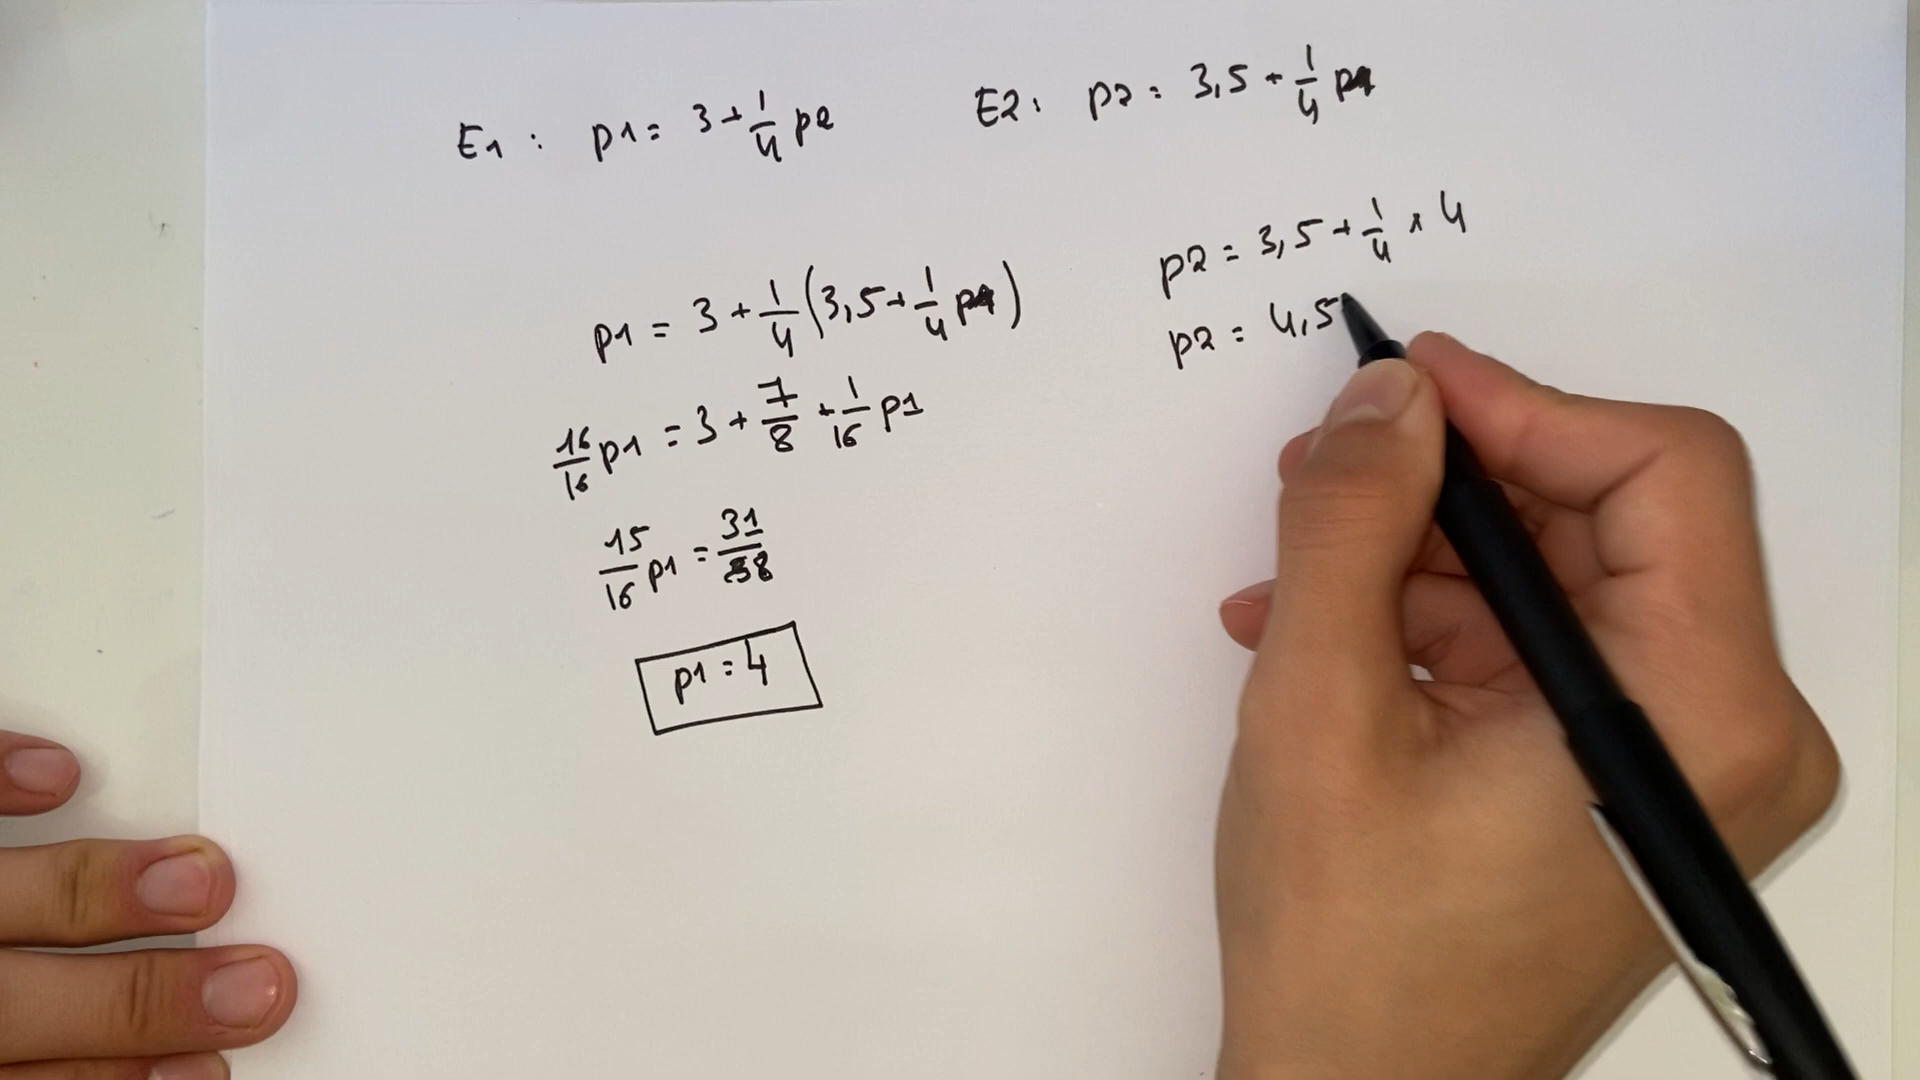 E1 : p1 = 3 + 1/4 p2
E2 : p2 = 3,5 + 1/4 p1
p1 = 3 + 1/4 (3,5 + 1/4 p1)
16/16 p1 = 3 + 7/8 + 1/16 p1
15/16 p1 = 31/8
p1 = 4
p2 = 3,5 + 1/4 x 4
p2 = 4,5